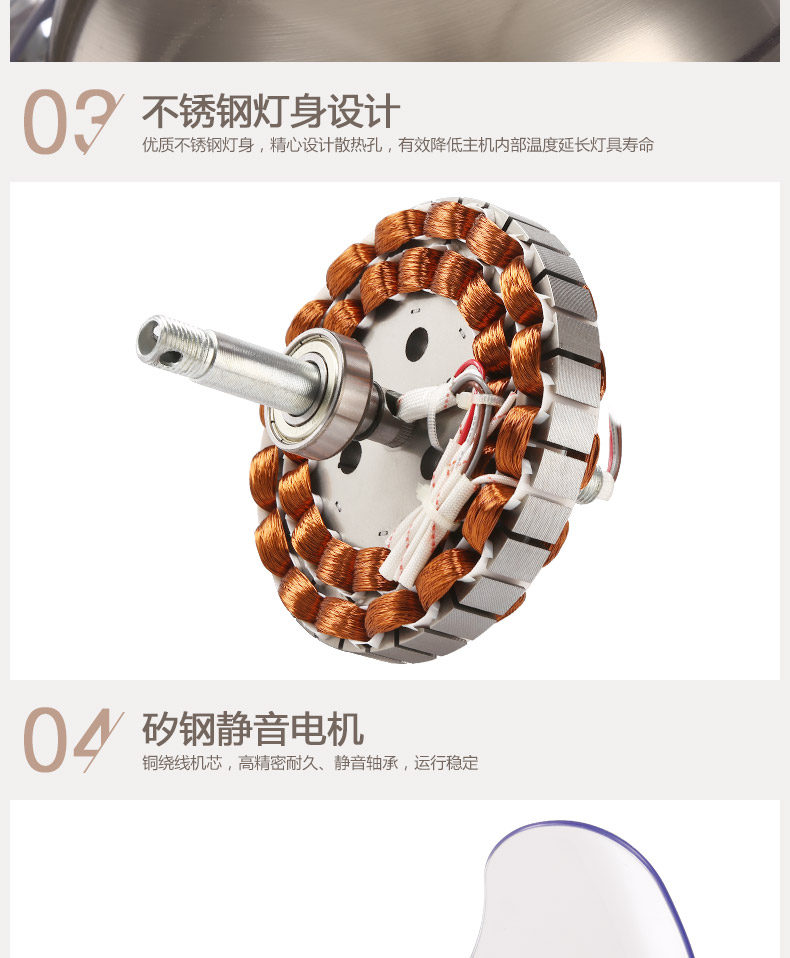 03
不锈钢灯身设计
优质不锈钢灯身，精心设计散热孔，有效降低主机内部温度延长灯具寿命
04
矽钢静音电机
铜绕线机芯，高精密耐久、静音轴承，运行稳定